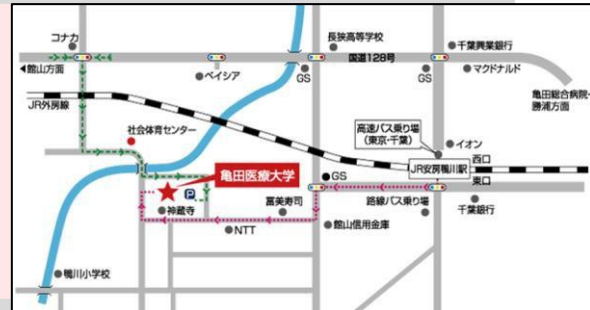 コナカ
長狭高等学校
千葉興業銀行
国道128号
館山方面
ベイシア
GS
GS
マクドナルド
亀田総合病院・
勝浦方面
JR外房線
社会体育センター
高速バス乗り場
(東京・千葉)
イオン
西口
JR安房鴨川駅
東口
GS
亀田医療大学
P
神蔵寺
冨美寿司
路線バス乗り場
千葉銀行
NTT
館山信用金庫
鴨川小学校